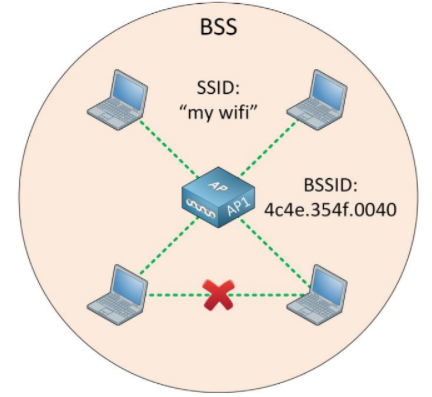 BSS
SSID:
“my wifi”
AP
AP1
BSSID:
4c4e.354f.0040